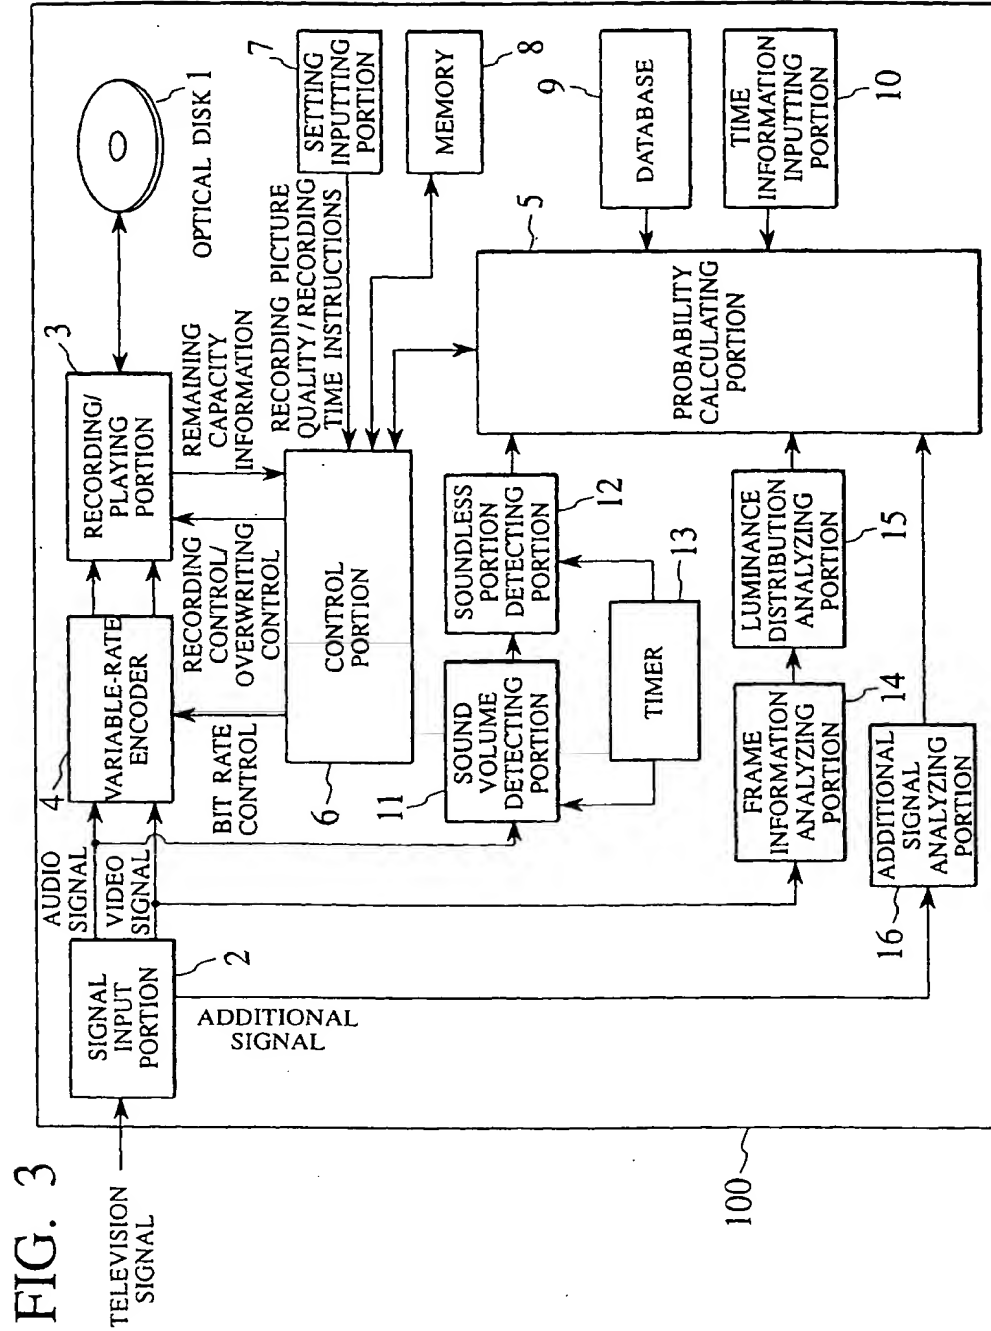 FIG. 3
TELEVISION
SIGNAL
100
SIGNAL
INPUT
PORTION
2
ADDITIONAL
SIGNAL
AUDIO
SIGNAL
VIDEO
SIGNAL
4
VARIABLE-RATE
ENCODER
3
RECORDING/
PLAYING
PORTION
OPTICAL DISK 1
BIT RATE
CONTROL
RECORDING
CONTROL/
OVERWRITING
CONTROL
REMAINING
CAPACITY
INFORMATION
RECORDING PICTURE
QUALITY/RECORDING
TIME INSTRUCTIONS
7
SETTING
INPUTTING
PORTION
6
CONTROL
PORTION
MEMORY
8
11
SOUND
VOLUME
DETECTING
PORTION
SOUNDLESS
PORTION
DETECTING
PORTION
12
TIMER
13
5
PROBABILITY
CALCULATING
PORTION
9
DATABASE
TIME
INFORMATION
INPUTTING
PORTION
10
FRAME
INFORMATION
ANALYZING
PORTION
14
LUMINANCE
DISTRIBUTION
ANALYZING
PORTION
15
16
ADDITIONAL
SIGNAL
ANALYZING
PORTION